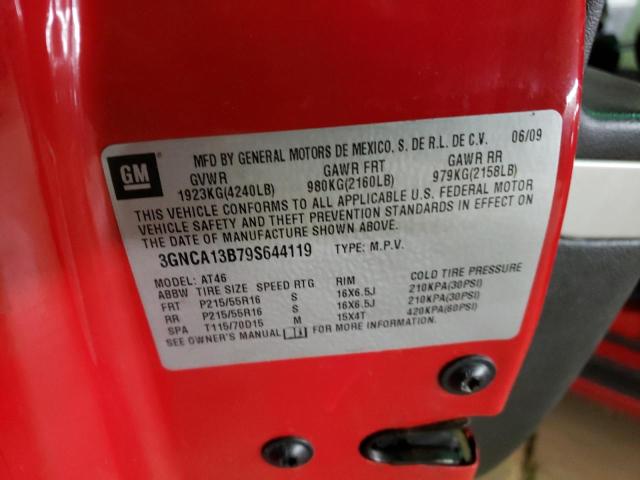 GM
MFD BY GENERAL MOTORS DE MEXICO, S. DE R.L. DE C.V. 06/09
GVWR GAWR FRT GAWR RR
1923KG(4240LB) 980KG(2160LB) 979KG(2158LB)
THIS VEHICLE CONFORMS TO ALL APPLICABLE U.S. FEDERAL MOTOR
VEHICLE SAFETY AND THEFT PREVENTION STANDARDS IN EFFECT ON
THE DATE OF MANUFACTURE SHOWN ABOVE.
3GNCA13B79S644119 TYPE: M.P.V.
MODEL: AT46
ABBW TIRE SIZE SPEED RTG RIM COLD TIRE PRESSURE
FRT P215/55R16 S 16X6.5J 210KPA(30PSI)
RR P215/55R16 S 16X6.5J 210KPA(30PSI)
SPA T115/70D15 M 15X4T 420KPA(60PSI)
SEE OWNER'S MANUAL FOR MORE INFORMATION.